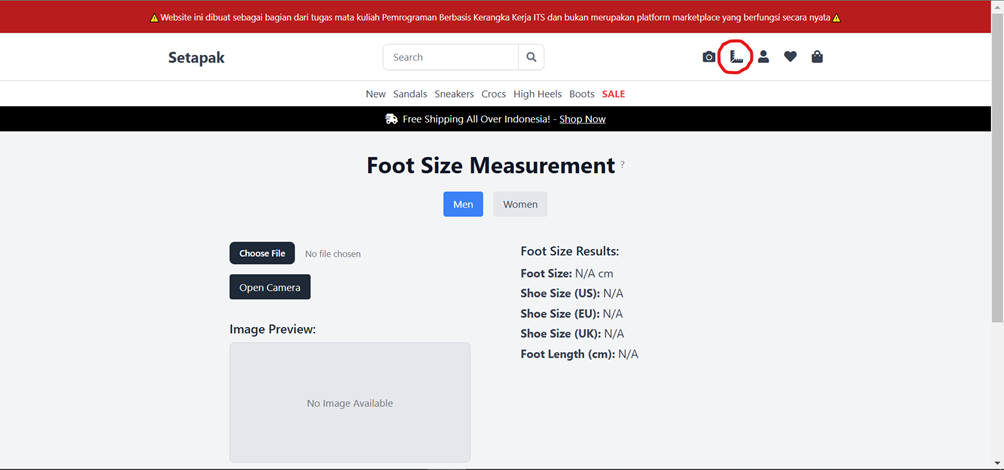 ⚠️Website ini dibuat sebagai bagian dari tugas mata kuliah Pemrograman Berbasis Kerangka Kerja ITS dan bukan merupakan platform marketplace yang berfungsi secara nyata⚠️
Setapak
Search
New Sandals Sneakers Crocs High Heels Boots SALE
Free Shipping All Over Indonesia! - Shop Now
Foot Size Measurement ?
Men Women
Choose File No file chosen
Open Camera
Image Preview:
No Image Available
Foot Size Results:
Foot Size: N/A cm
Shoe Size (US): N/A
Shoe Size (EU): N/A
Shoe Size (UK): N/A
Foot Length (cm): N/A